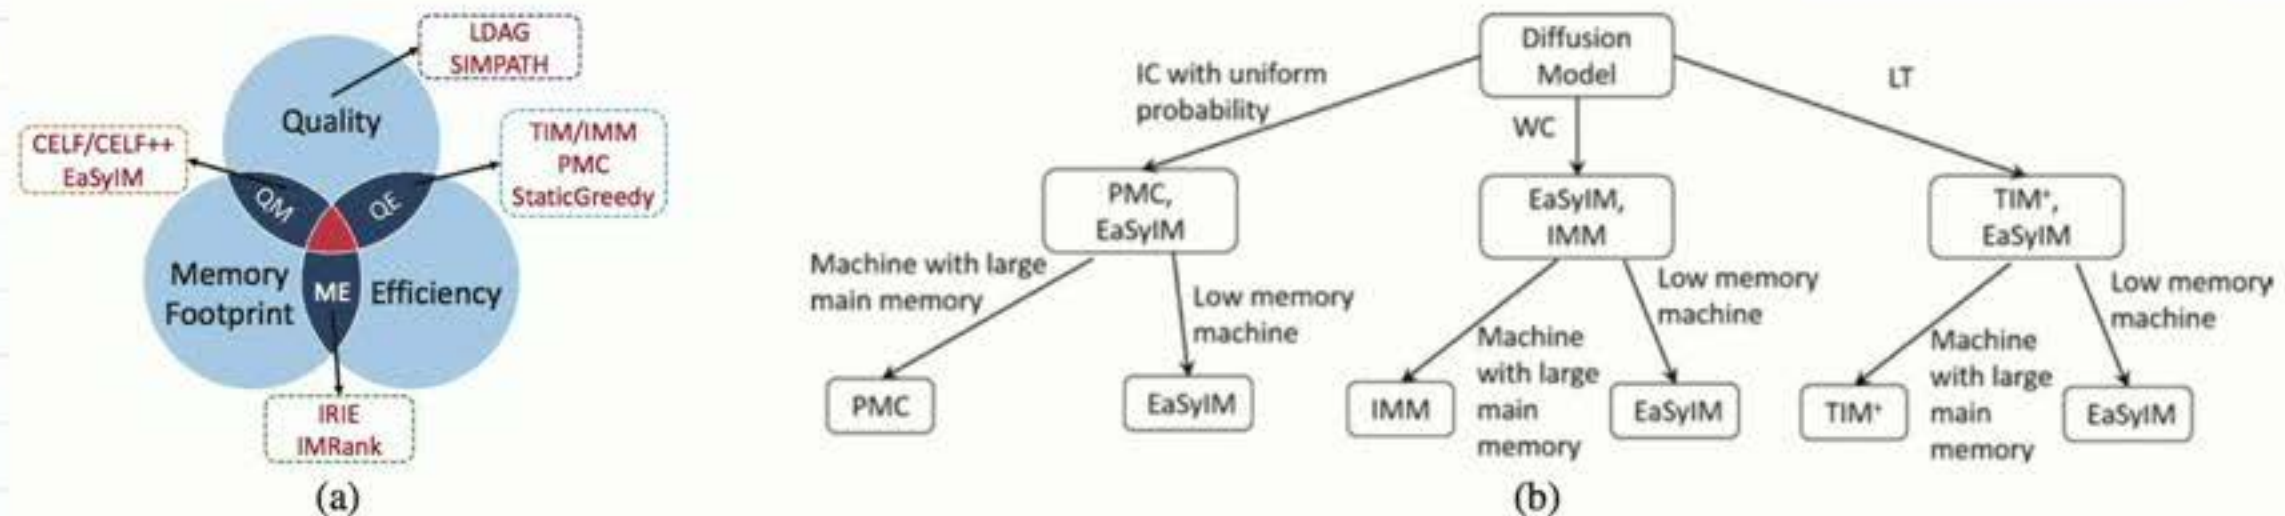 LDAG
SIMPATH
Quality
CELF/CELF++
EaSyIM
TIM/IMM
PMC
StaticGreedy
QM
QE
Memory
Footprint
ME
Efficiency
IRIE
IMRank
(a)
Diffusion
Model
IC with uniform
probability
WC
LT
PMC,
EaSyIM
EaSyIM,
IMM
TIM⁺,
EaSyIM
Machine with large
main memory
Low memory
machine
Machine
with large
main
memory
Low memory
machine
Machine
with large
main
memory
Low memory
machine
PMC
EaSyIM
IMM
EaSyIM
TIM⁺
EaSyIM
(b)